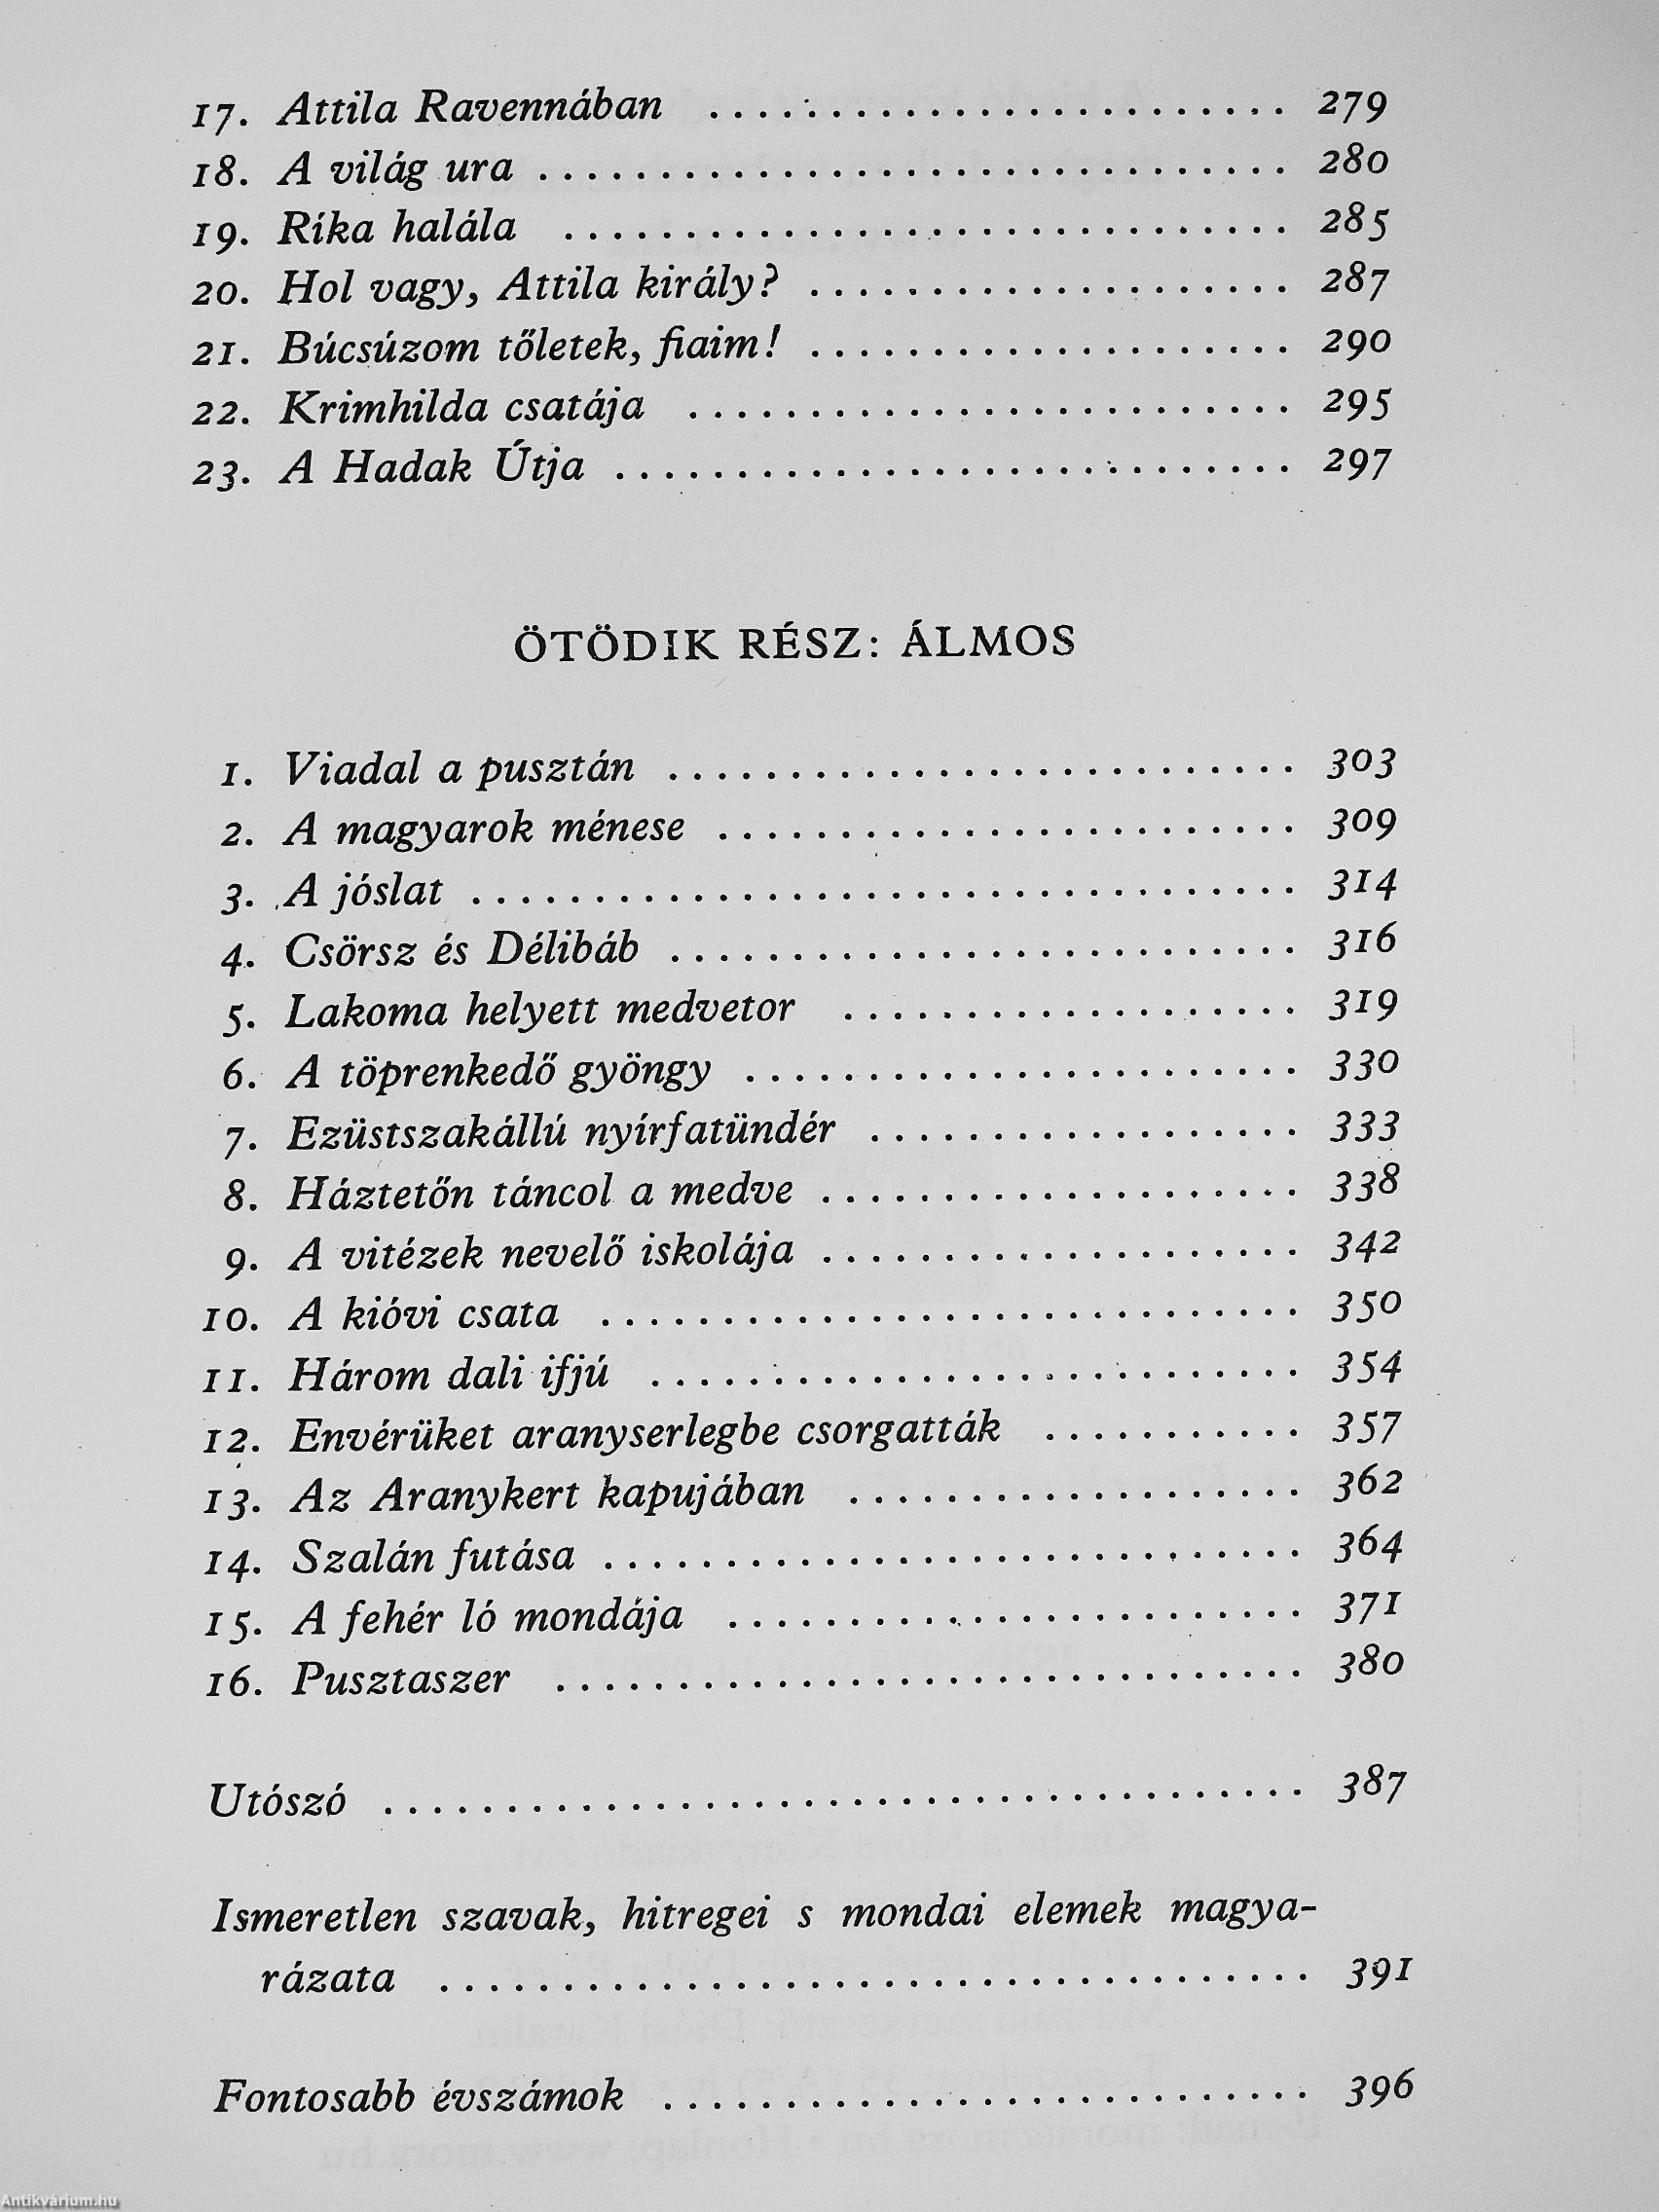 17. Attila Ravennában ........................ 279
18. A világ ura ............................... 280
19. Ríka halála .............................. 285
20. Hol vagy, Attila király? .................... 287
21. Búcsúzom tőletek, fiaim! .................... 290
22. Krimhilda csatája ......................... 295
23. A Hadak Útja ............................ 297
ÖTÖDIK RÉSZ: ÁLMOS
1. Viadal a pusztán .......................... 303
2. A magyarok ménese ........................ 309
3. A jóslat .................................. 314
4. Csörsz és Délibáb .......................... 316
5. Lakoma helyett medvetor ................... 319
6. A töprenkedő gyöngy ....................... 330
7. Ezüstszakállú nyírfatündér .................. 333
8. Háztetőn táncol a medve .................... 338
9. A vitézek nevelő iskolája .................... 342
10. A kióvi csata ............................. 350
11. Három dali ifjú ........................... 354
12. Envérüket aranyserlegbe csorgatták ........... 357
13. Az Aranykert kapujában ................... 362
14. Szalán futása ............................. 364
15. A fehér ló mondája ........................ 371
16. Pusztaszer ............................... 380
Utószó ...................................... 387
Ismeretlen szavak, hitregei s mondai elemek magya-
rázata .................................... 391
Fontosabb évszámok ........................... 396
Antikvárium.hu